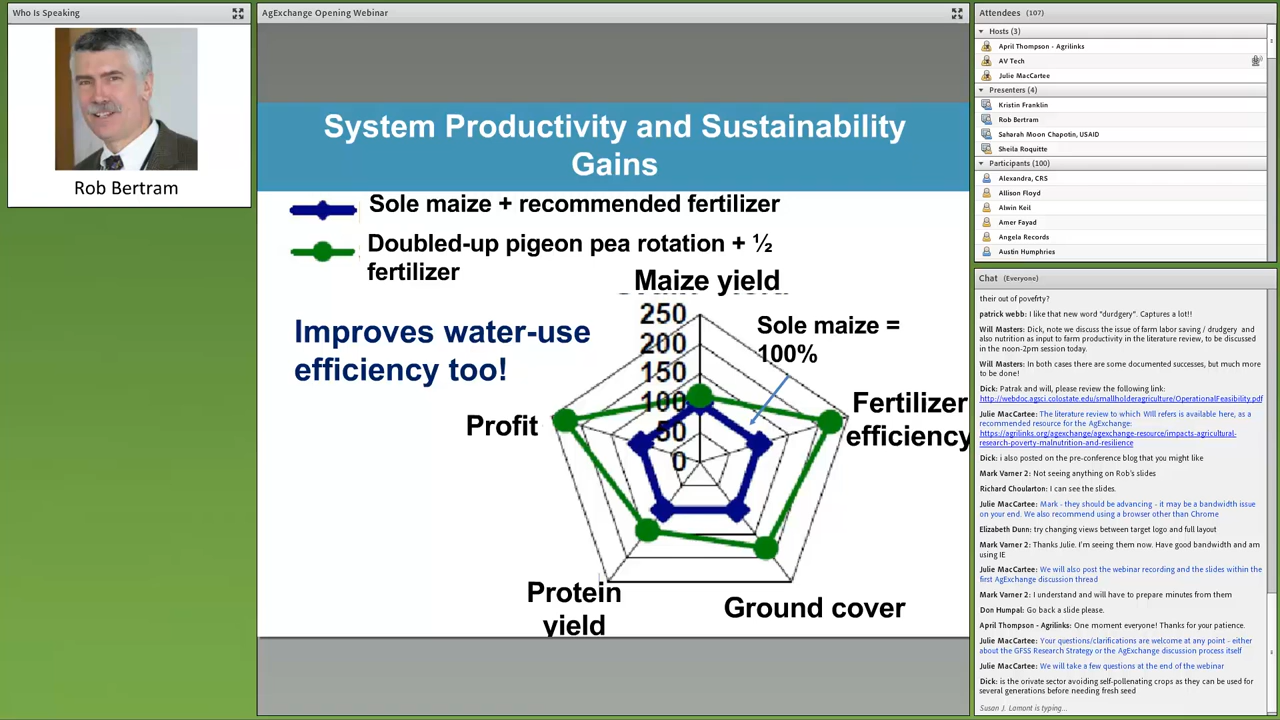 Who Is Speaking
Rob Bertram
AgExchange Opening Webinar
System Productivity and Sustainability
Gains
Sole maize + recommended fertilizer
Doubled-up pigeon pea rotation + ½
fertilizer
Improves water-use
efficiency too!
Maize yield
250
200
150
100
50
0
Sole maize =
100%
Fertilizer
efficiency
Profit
Protein
yield
Ground cover
Attendees (107)
Hosts (3)
April Thompson - Agrilinks
AV Tech
Julie MacCartee
Presenters (4)
Kristin Franklin
Rob Bertram
Saharah Moon Chapotin, USAID
Sheila Roquitte
Participants (100)
Alexandra, CRS
Allison Floyd
Alwin Keil
Amer Fayad
Angela Records
Austin Humphries
Chat (Everyone)
their out of povefrty?
patrick webb: I like that new word "durdgery". Captures a lot!!
Will Masters: Dick, note we discuss the issue of farm labor saving / drudgery and
also nutrition as input to farm productivity in the literature review, to be discussed
in the noon-2pm session today.
Will Masters: In both cases there are some documented successes, but much more
to be done!
Dick: Patrak and will, please review the following link:
http://webdoc.agsci.colostate.edu/smallholderagriculture/OperationalFeasibility.pdf
Julie MacCartee: The literature review to which Will refers is available here, as a
recommended resource for the AgExchange:
https://agrilinks.org/agexchange/agexchange-resource/impacts-agricultural-
research-poverty-malnutrition-and-resilience
Dick: i also posted on the pre-conference blog that you might like
Mark Varner 2: Not seeing anything on Rob's slides
Richard Choularton: I can see the slides.
Julie MacCartee: Mark - they should be advancing - it may be a bandwidth issue
on your end. We also recommend using a browser other than Chrome
Elizabeth Dunn: try changing views between target logo and full layout
Mark Varner 2: Thanks Julie. I'm seeing them now. Have good bandwidth and am
using IE
Julie MacCartee: We will also post the webinar recording and the slides within the
first AgExchange discussion thread
Mark Varner 2: I understand and will have to prepare minutes from them
Don Humpal: Go back a slide please.
April Thompson - Agrilinks: One moment everyone! Thanks for your patience.
Julie MacCartee: Your questions/clarifications are welcome at any point - either
about the GFSS Research Strategy or the AgExchange discussion process itself
Julie MacCartee: We will take a few questions at the end of the webinar
Dick: is the orivate sector avoiding self-pollenating crops as they can be used for
several generations before needing fresh seed
Susan J. Lamont is typing...